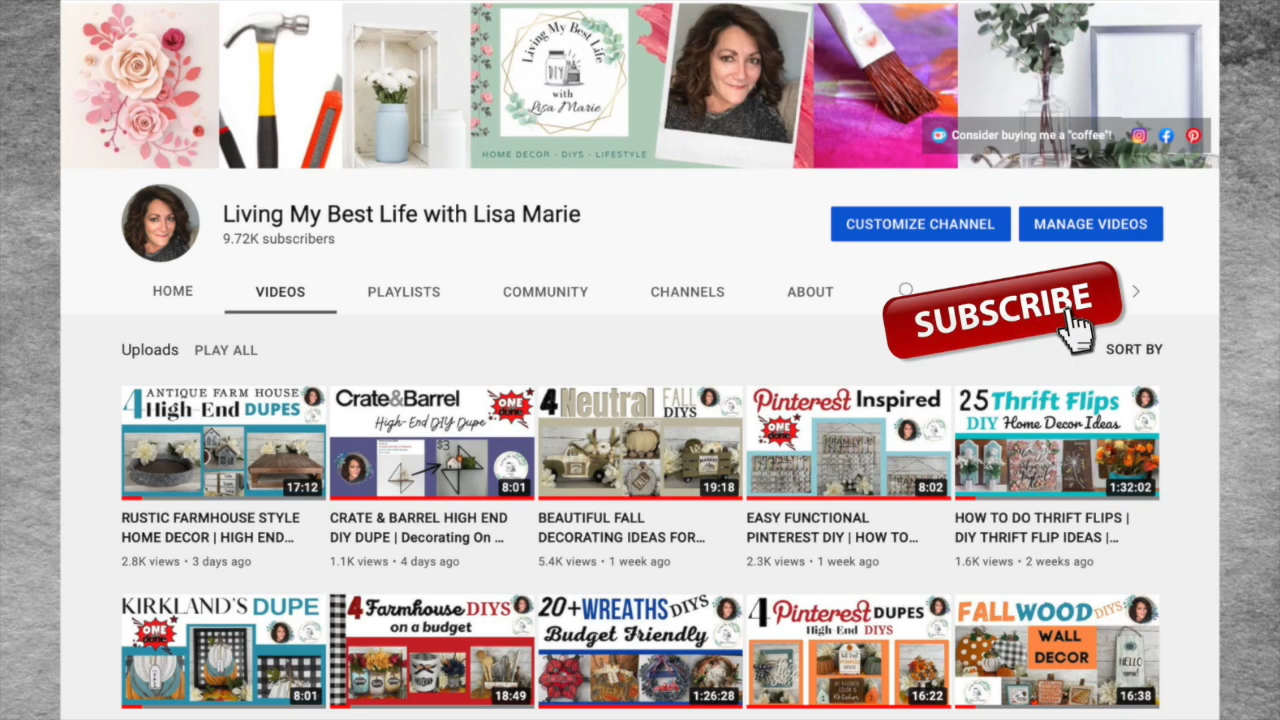 Living My Best Life
DIY
with
Lisa Marie
HOME DECOR - DIYS - LIFESTYLE
Consider buying me a "coffee"!
Living My Best Life with Lisa Marie
9.72K subscribers
CUSTOMIZE CHANNEL
MANAGE VIDEOS
HOME
VIDEOS
PLAYLISTS
COMMUNITY
CHANNELS
ABOUT
SUBSCRIBE
Uploads
PLAY ALL
SORT BY
4 ANTIQUE FARM HOUSE
High-End DUPES
17:12
Crate&Barrel
High-End DIY Dupe
ONE
done
$3
8:01
4 Neutral FALL
DIYS
19:18
Pinterest Inspired
ONE
done
8:02
25 Thrift Flips
DIY Home Decor Ideas
1:32:02
RUSTIC FARMHOUSE STYLE
HOME DECOR | HIGH END...
2.8K views • 3 days ago
CRATE & BARREL HIGH END
DIY DUPE | Decorating On ...
1.1K views • 4 days ago
BEAUTIFUL FALL
DECORATING IDEAS FOR...
5.4K views • 1 week ago
EASY FUNCTIONAL
PINTEREST DIY | HOW TO...
2.3K views • 1 week ago
HOW TO DO THRIFT FLIPS |
DIY THRIFT FLIP IDEAS |...
1.6K views • 2 weeks ago
KIRKLAND'S DUPE
ONE
done
8:01
4 Farmhouse DIYS
on a budget
18:49
20+ WREATHS DIYS
Budget Friendly
1:26:28
4 Pinterest DUPES
High-End DIYS
16:22
FALL WOOD DIYS
WALL
DECOR
HELLO
16:38